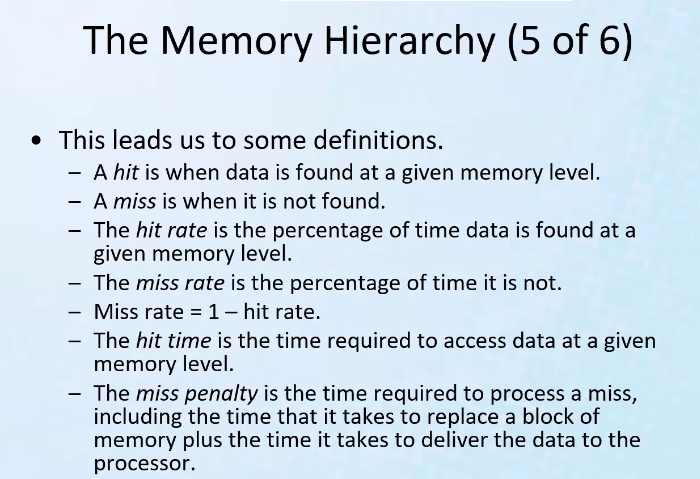 The Memory Hierarchy (5 of 6)
• This leads us to some definitions.
– A hit is when data is found at a given memory level.
– A miss is when it is not found.
– The hit rate is the percentage of time data is found at a
given memory level.
– The miss rate is the percentage of time it is not.
– Miss rate = 1 – hit rate.
– The hit time is the time required to access data at a given
memory level.
– The miss penalty is the time required to process a miss,
including the time that it takes to replace a block of
memory plus the time it takes to deliver the data to the
processor.